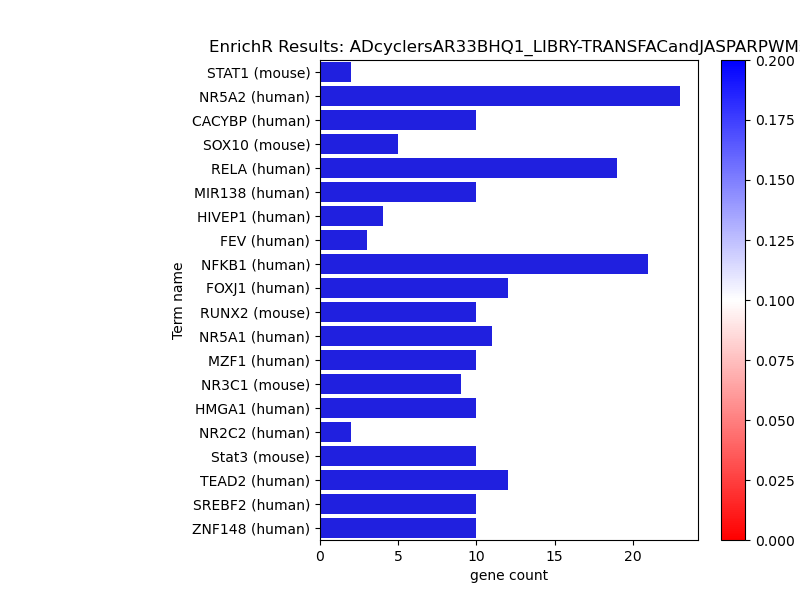 EnrichR Results: ADcyclersAR33BHQ1_LIBRY-TRANSFACandJASPARPWM
STAT1 (mouse)
NR5A2 (human)
CACYBP (human)
SOX10 (mouse)
RELA (human)
MIR138 (human)
HIVEP1 (human)
FEV (human)
NFKB1 (human)
FOXJ1 (human)
RUNX2 (mouse)
NR5A1 (human)
MZF1 (human)
NR3C1 (mouse)
HMGA1 (human)
NR2C2 (human)
Stat3 (mouse)
TEAD2 (human)
SREBF2 (human)
ZNF148 (human)
Term name
0 5 10 15 20
gene count
0.200
0.175
0.150
0.125
0.100
0.075
0.050
0.025
0.000